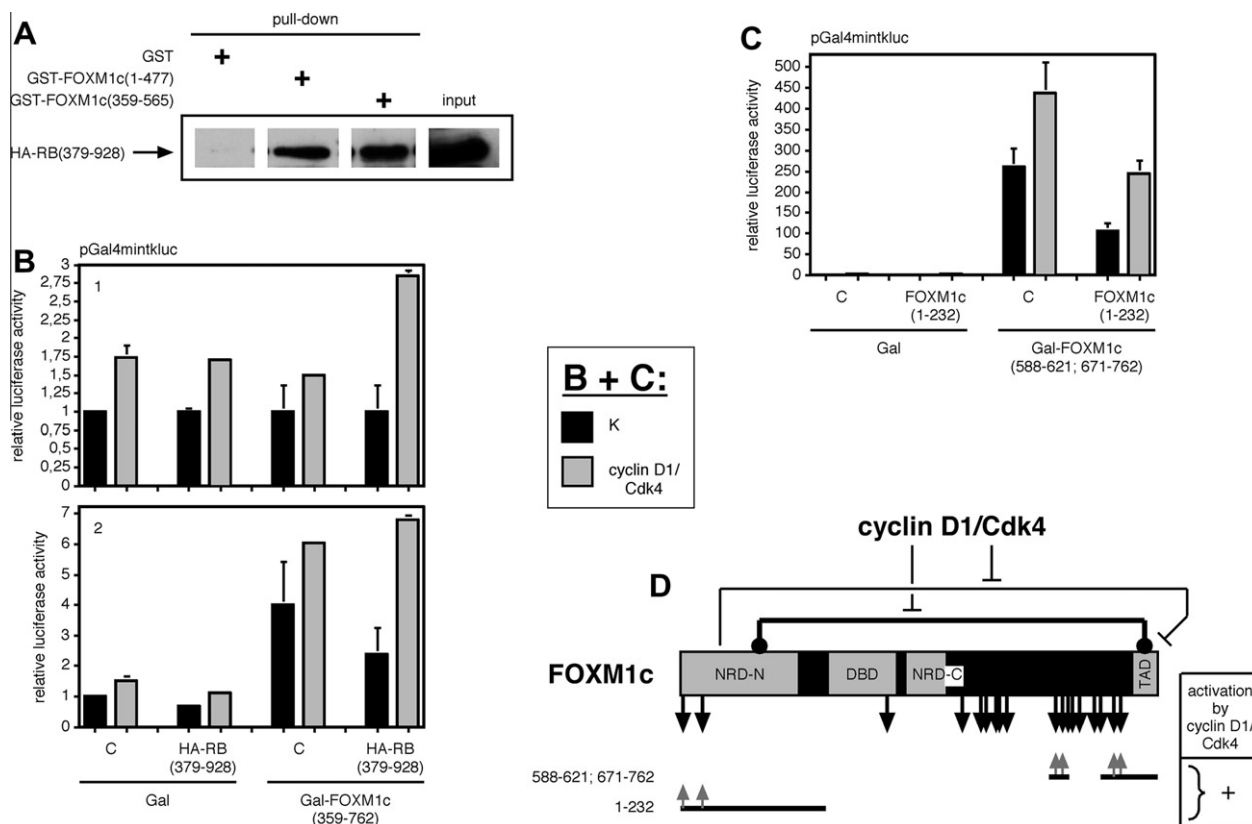 A
pull-down
GST
GST-FOXM1c(1-477)
GST-FOXM1c(359-565)
input
HA-RB(379-928)
B
pGal4mintkluc
relative luciferase activity
3
2,75
2,5
2,25
2
1,75
1,5
1,25
1
0,75
0,5
0,25
0
1
relative luciferase activity
7
6
5
4
3
2
1
0
2
C
HA-RB
(379-928)
C
HA-RB
(379-928)
Gal
Gal-FOXM1c
(359-762)
C
pGal4mintkluc
relative luciferase activity
500
450
400
350
300
250
200
150
100
50
0
C
FOXM1c
(1-232)
C
FOXM1c
(1-232)
Gal
Gal-FOXM1c
(588-621; 671-762)
B + C:
K
cyclin D1/
Cdk4
D
cyclin D1/Cdk4
FOXM1c
NRD-N
DBD
NRD-C
TAD
activation
by
cyclin D1/
Cdk4
588-621; 671-762
1-232
+